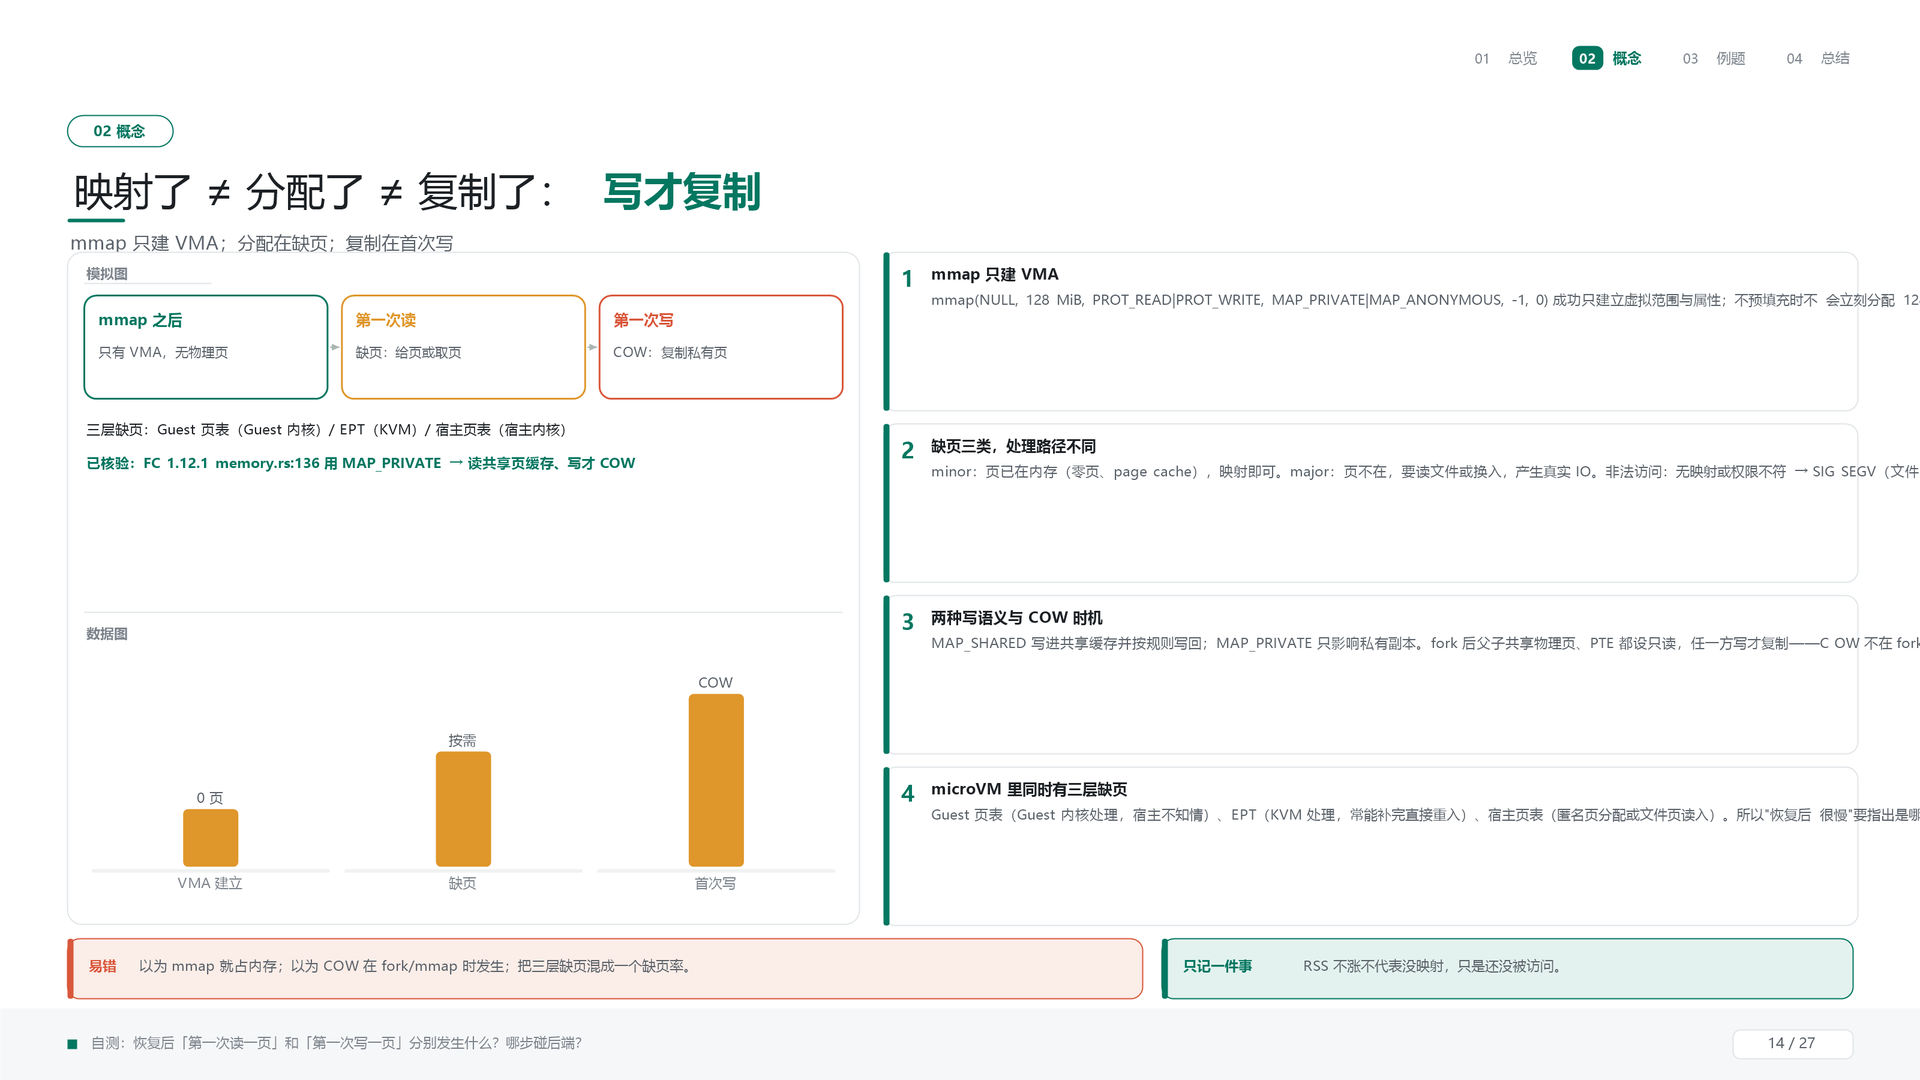 01 总览 02 概念 03 例题 04 总结
02 概念
映射了 ≠ 分配了 ≠ 复制了： 写才复制
mmap 只建 VMA；分配在缺页；复制在首次写
模拟图
mmap 之后
只有 VMA，无物理页
第一次读
缺页：给页或取页
第一次写
COW：复制私有页
三层缺页：Guest 页表（Guest 内核）/ EPT（KVM）/ 宿主页表（宿主内核）
已核验：FC 1.12.1 memory.rs:136 用 MAP_PRIVATE → 读共享页缓存、写才 COW
数据图
0 页
按需
COW
VMA 建立
缺页
首次写
1 mmap 只建 VMA
mmap(NULL, 128 MiB, PROT_READ|PROT_WRITE, MAP_PRIVATE|MAP_ANONYMOUS, -1, 0) 成功只建立虚拟范围与属性；不预填充时不 会立刻分配 12
2 缺页三类，处理路径不同
minor：页已在内存（零页、page cache），映射即可。major：页不在，要读文件或换入，产生真实 IO。非法访问：无映射或权限不符 → SIG SEGV（文件
3 两种写语义与 COW 时机
MAP_SHARED 写进共享缓存并按规则写回；MAP_PRIVATE 只影响私有副本。fork 后父子共享物理页、PTE 都设只读，任一方写才复制——C OW 不在 fork
4 microVM 里同时有三层缺页
Guest 页表（Guest 内核处理，宿主不知情）、EPT（KVM 处理，常能补完直接重入）、宿主页表（匿名页分配或文件页读入）。所以"恢复后 很慢"要指出是哪
易错 以为 mmap 就占内存；以为 COW 在 fork/mmap 时发生；把三层缺页混成一个缺页率。
只记一件事 RSS 不涨不代表没映射，只是还没被访问。
自测：恢复后「第一次读一页」和「第一次写一页」分别发生什么？哪步碰后端？
14 / 27